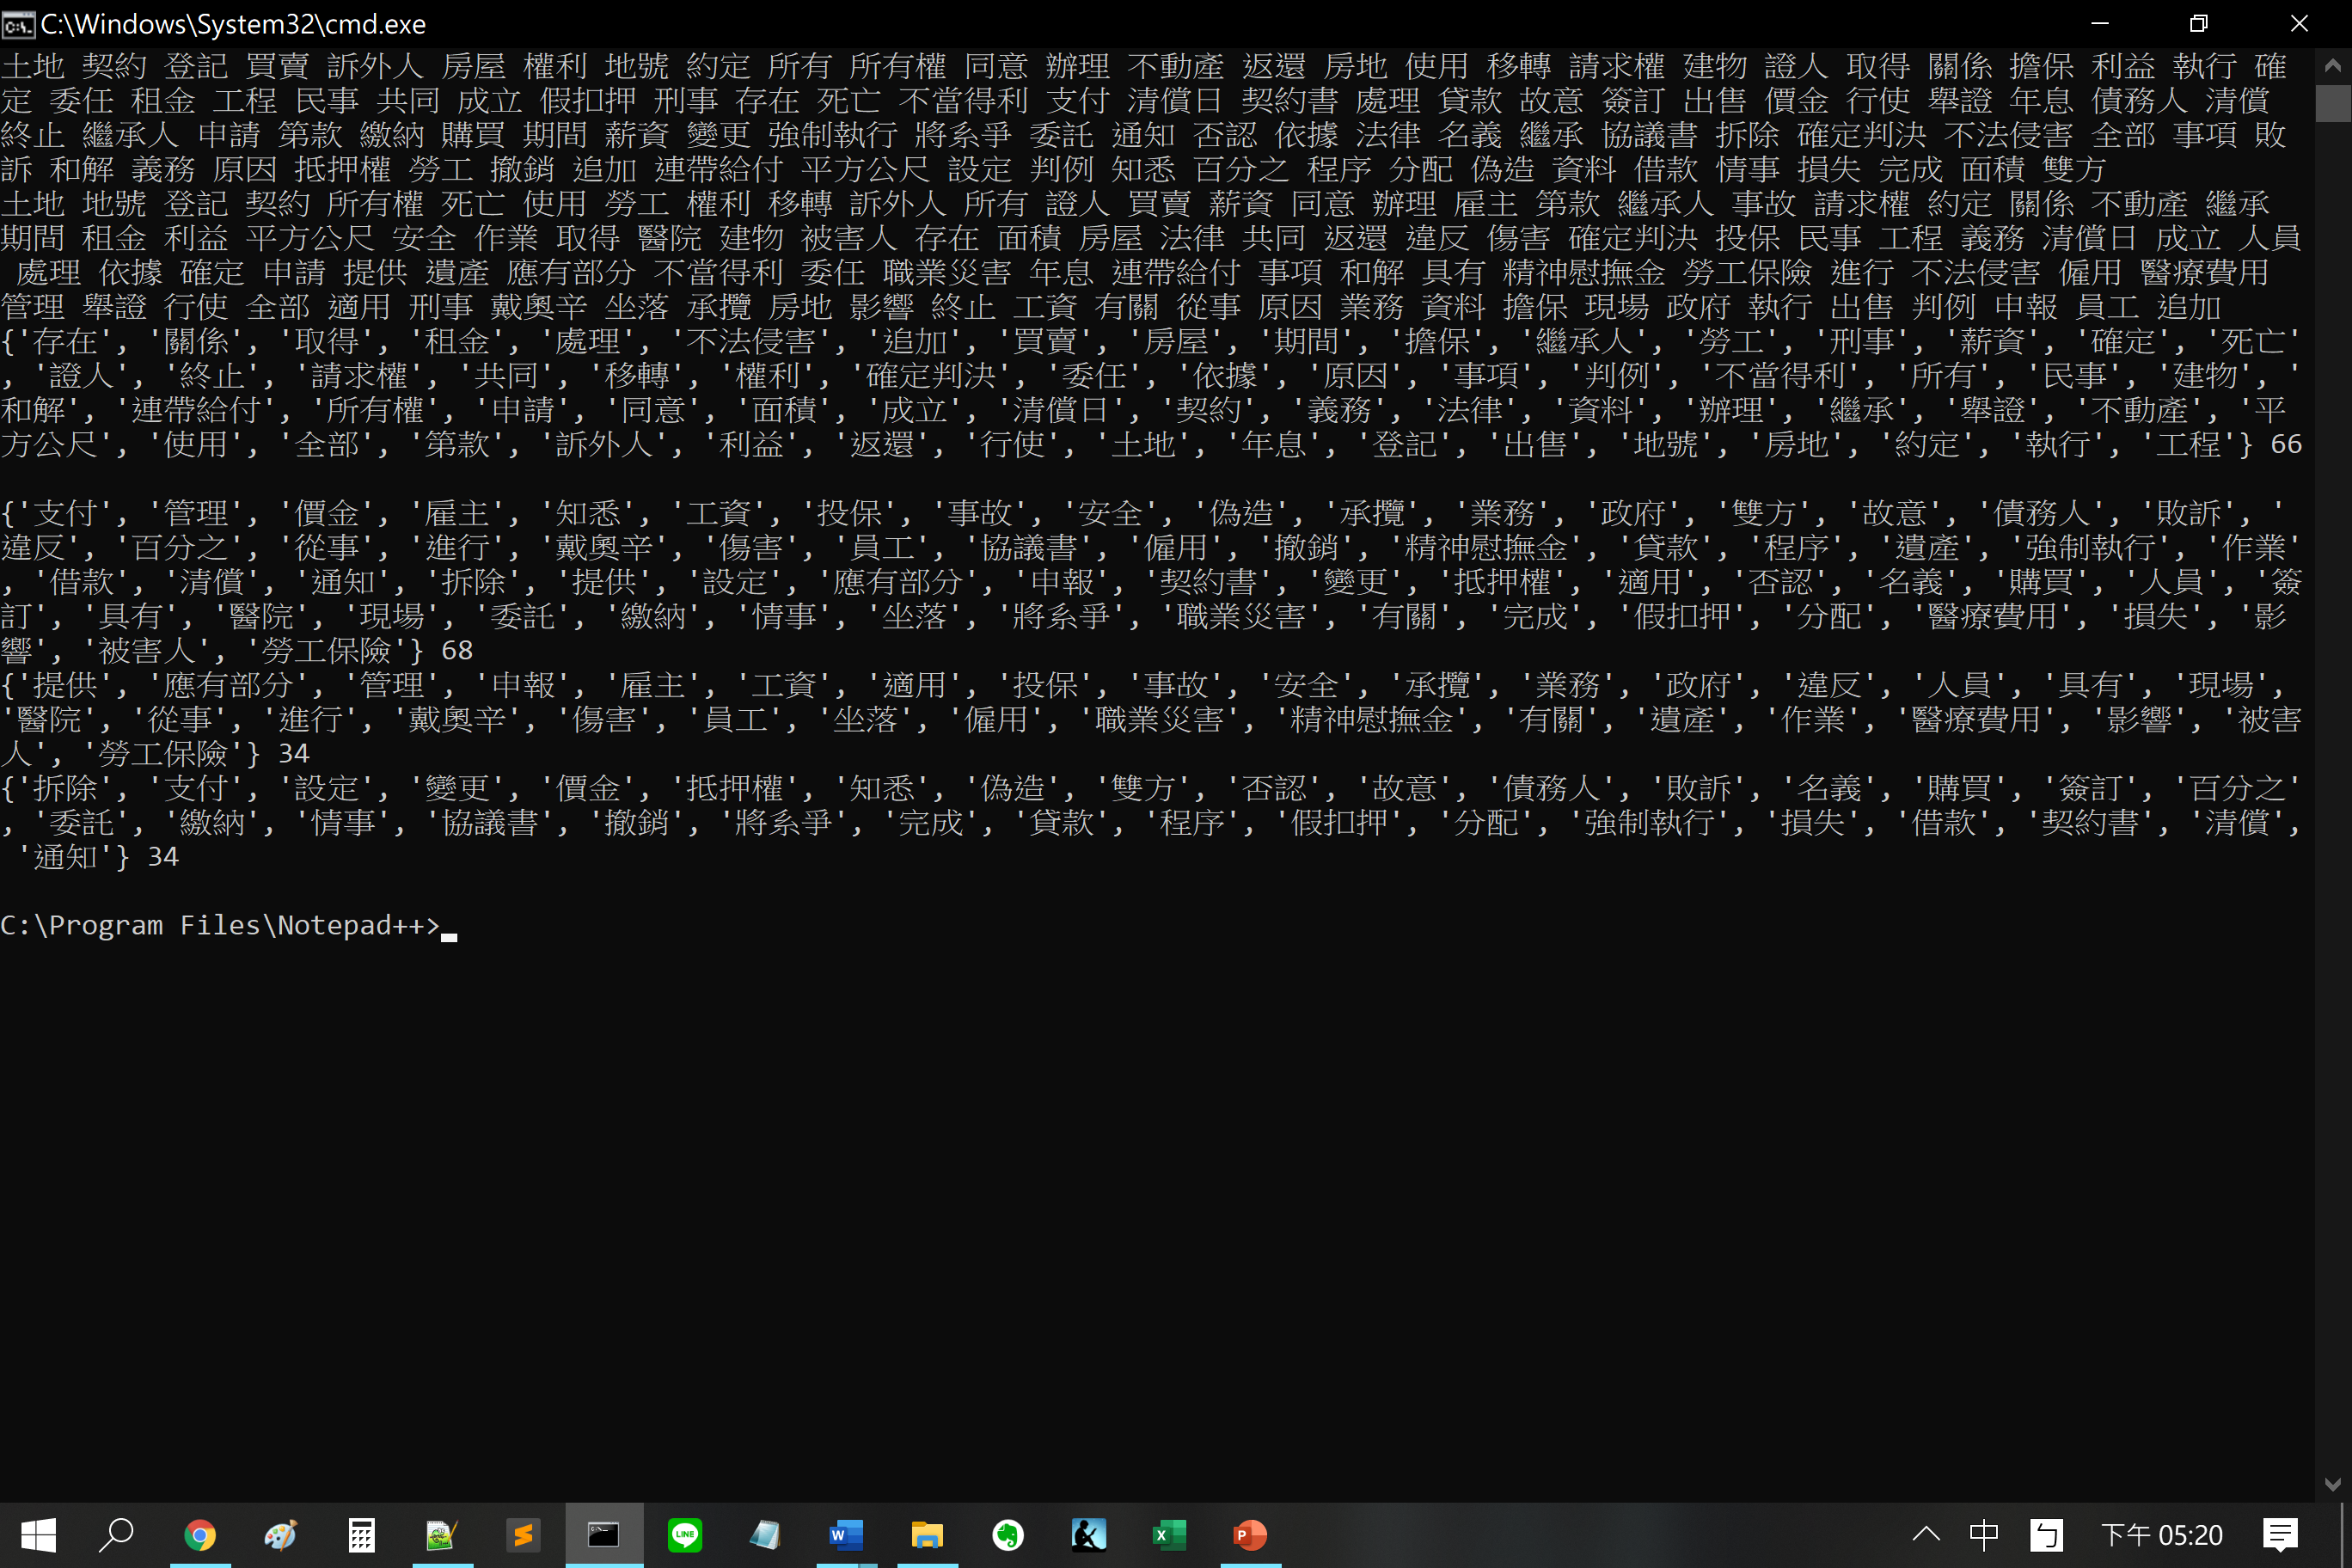 C:\Windows\System32\cmd.exe
土地 契約 登記 買賣 訴外人 房屋 權利 地號 約定 所有 所有權 同意 辦理 不動產 返還 房地 使用 移轉 請求權 建物 證人 取得 關係 擔保 利益 執行 確
定 委任 租金 工程 民事 共同 成立 假扣押 刑事 存在 死亡 不當得利 支付 清償日 契約書 處理 貸款 故意 簽訂 出售 價金 行使 舉證 年息 債務人 清償
終止 繼承人 申請 第款 繳納 購買 期間 薪資 變更 強制執行 將系爭 委託 通知 否認 依據 法律 名義 繼承 協議書 拆除 確定判決 不法侵害 全部 事項 敗
訴 和解 義務 原因 抵押權 勞工 撤銷 追加 連帶給付 平方公尺 設定 判例 知悉 百分之 程序 分配 偽造 資料 借款 情事 損失 完成 面積 雙方
土地 地號 登記 契約 所有權 死亡 使用 勞工 權利 移轉 訴外人 所有 證人 買賣 薪資 同意 辦理 雇主 第款 繼承人 事故 請求權 約定 關係 不動產 繼承
期間 租金 利益 平方公尺 安全 作業 取得 醫院 建物 被害人 存在 面積 房屋 法律 共同 返還 違反 傷害 確定判決 投保 民事 工程 義務 清償日 成立 人員
處理 依據 確定 申請 提供 遺產 應有部分 不當得利 委任 職業災害 年息 連帶給付 事項 和解 具有 精神慰撫金 勞工保險 進行 不法侵害 僱用 醫療費用
管理 舉證 行使 全部 適用 刑事 戴奧辛 坐落 承攬 房地 影響 終止 工資 有關 從事 原因 業務 資料 擔保 現場 政府 執行 出售 判例 申報 員工 追加
{'存在', '關係', '取得', '租金', '處理', '不法侵害', '追加', '買賣', '房屋', '期間', '擔保', '繼承人', '勞工', '刑事', '薪資', '確定', '死亡'
, '證人', '終止', '請求權', '共同', '移轉', '權利', '確定判決', '委任', '依據', '原因', '事項', '判例', '不當得利', '所有', '民事', '建物', '
和解', '連帶給付', '所有權', '申請', '同意', '面積', '成立', '清償日', '契約', '義務', '法律', '資料', '辦理', '繼承', '舉證', '不動產', '平
方公尺', '使用', '全部', '第款', '訴外人', '利益', '返還', '行使', '土地', '年息', '登記', '出售', '地號', '房地', '約定', '執行', '工程'} 66
{'支付', '管理', '價金', '雇主', '知悉', '工資', '投保', '事故', '安全', '偽造', '承攬', '業務', '政府', '雙方', '故意', '債務人', '敗訴', '
違反', '百分之', '從事', '進行', '戴奧辛', '傷害', '員工', '協議書', '僱用', '撤銷', '精神慰撫金', '貸款', '程序', '遺產', '強制執行', '作業'
, '借款', '清償', '通知', '拆除', '提供', '設定', '應有部分', '申報', '契約書', '變更', '抵押權', '適用', '否認', '名義', '購買', '人員', '簽
訂', '具有', '醫院', '現場', '委託', '繳納', '情事', '坐落', '將系爭', '職業災害', '有關', '完成', '假扣押', '分配', '醫療費用', '損失', '影
響', '被害人', '勞工保險'} 68
{'提供', '應有部分', '管理', '申報', '雇主', '工資', '適用', '投保', '事故', '安全', '承攬', '業務', '政府', '違反', '人員', '具有', '現場',
'醫院', '從事', '進行', '戴奧辛', '傷害', '員工', '坐落', '僱用', '職業災害', '精神慰撫金', '有關', '遺產', '作業', '醫療費用', '影響', '被害
人', '勞工保險'} 34
{'拆除', '支付', '設定', '變更', '價金', '抵押權', '知悉', '偽造', '雙方', '否認', '故意', '債務人', '敗訴', '名義', '購買', '簽訂', '百分之'
, '委託', '繳納', '情事', '協議書', '撤銷', '將系爭', '完成', '貸款', '程序', '假扣押', '分配', '強制執行', '損失', '借款', '契約書', '清償',
'通知'} 34
C:\Program Files\Notepad++>
LINE
中 ㄅ 下午 05:20